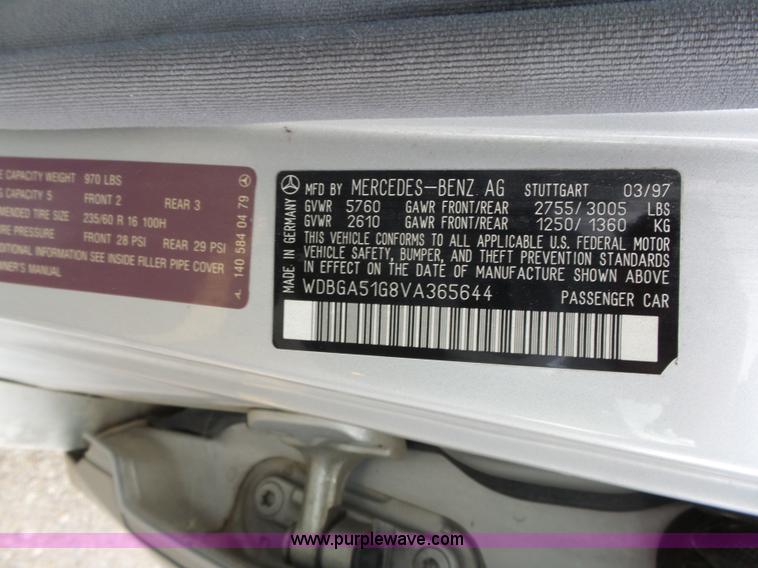 CAPACITY WEIGHT 970 LBS
CAPACITY 5 FRONT 2 REAR 3
TIRE 235/60 R 16 100H
PRESSURE FRONT 28 PSI REAR 29 PSI
INFORMATION SEE INSIDE FILLER PIPE COVER
MANUAL
A 140 584 04 79
MADE IN GERMANY
MFD BY MERCEDES-BENZ AG STUTTGART 03/97
GVWR 5760 GAWR FRONT/REAR 2755/3005 LBS
GVWR 2610 GAWR FRONT/REAR 1250/1360 KG
THIS VEHICLE CONFORMS TO ALL APPLICABLE U.S. FEDERAL MOTOR
VEHICLE SAFETY, BUMPER, AND THEFT PREVENTION STANDARDS
IN EFFECT ON THE DATE OF MANUFACTURE SHOWN ABOVE
WDBGA51G8VA365644 PASSENGER CAR
www.purplewave.com